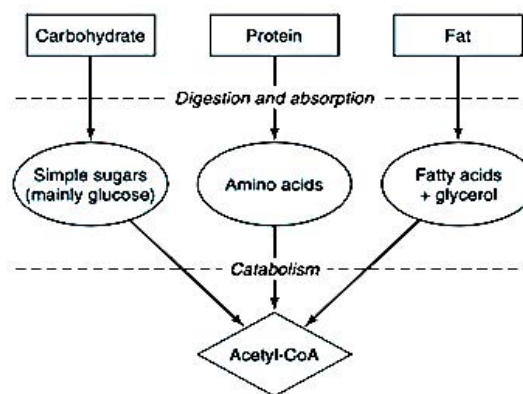 Carbohydrate
Protein
Fat
Digestion and absorption
Simple sugars
(mainly glucose)
Amino acids
Fatty acids
+ glycerol
Catabolism
Acetyl-CoA